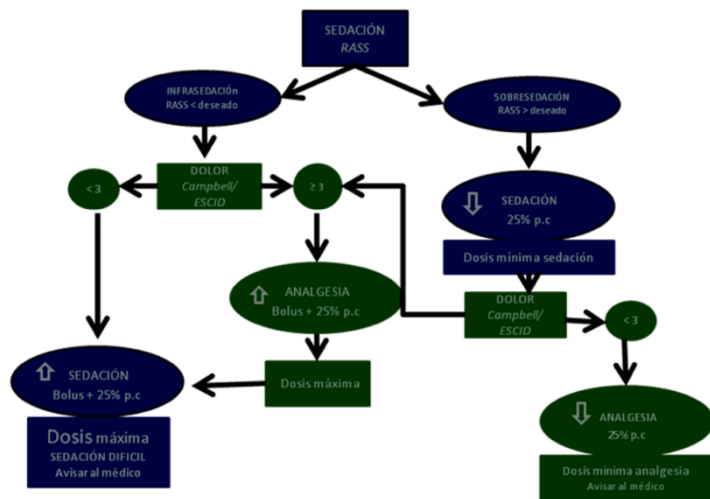 SEDACIÓN
RASS
INFRASEDACIÓn
RASS < deseado
SOBRESEDACIÓN
RASS > deseado
< 3
DOLOR
Campbell/
ESCID
≥ 3
SEDACIÓN
25% p.c
Dosis mínima sedación
ANALGESIA
Bolus + 25% p.c
DOLOR
Campbell/
ESCID
< 3
SEDACIÓN
Bolus + 25% p.c
Dosis máxima
ANALGESIA
25% p.c
Dosis máxima
SEDACIÓN DIFICIL
Avisar al médico
Dosis minima analgesia
Avisar al médico